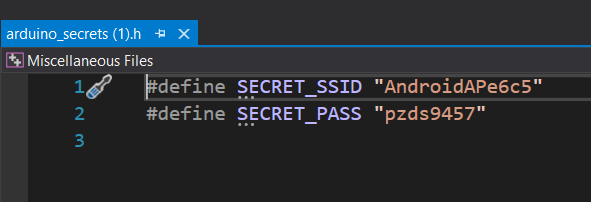 arduino_secrets (1).h
Miscellaneous Files
1 #define SECRET_SSID "AndroidAPe6c5"
2 #define SECRET_PASS "pzds9457"
3